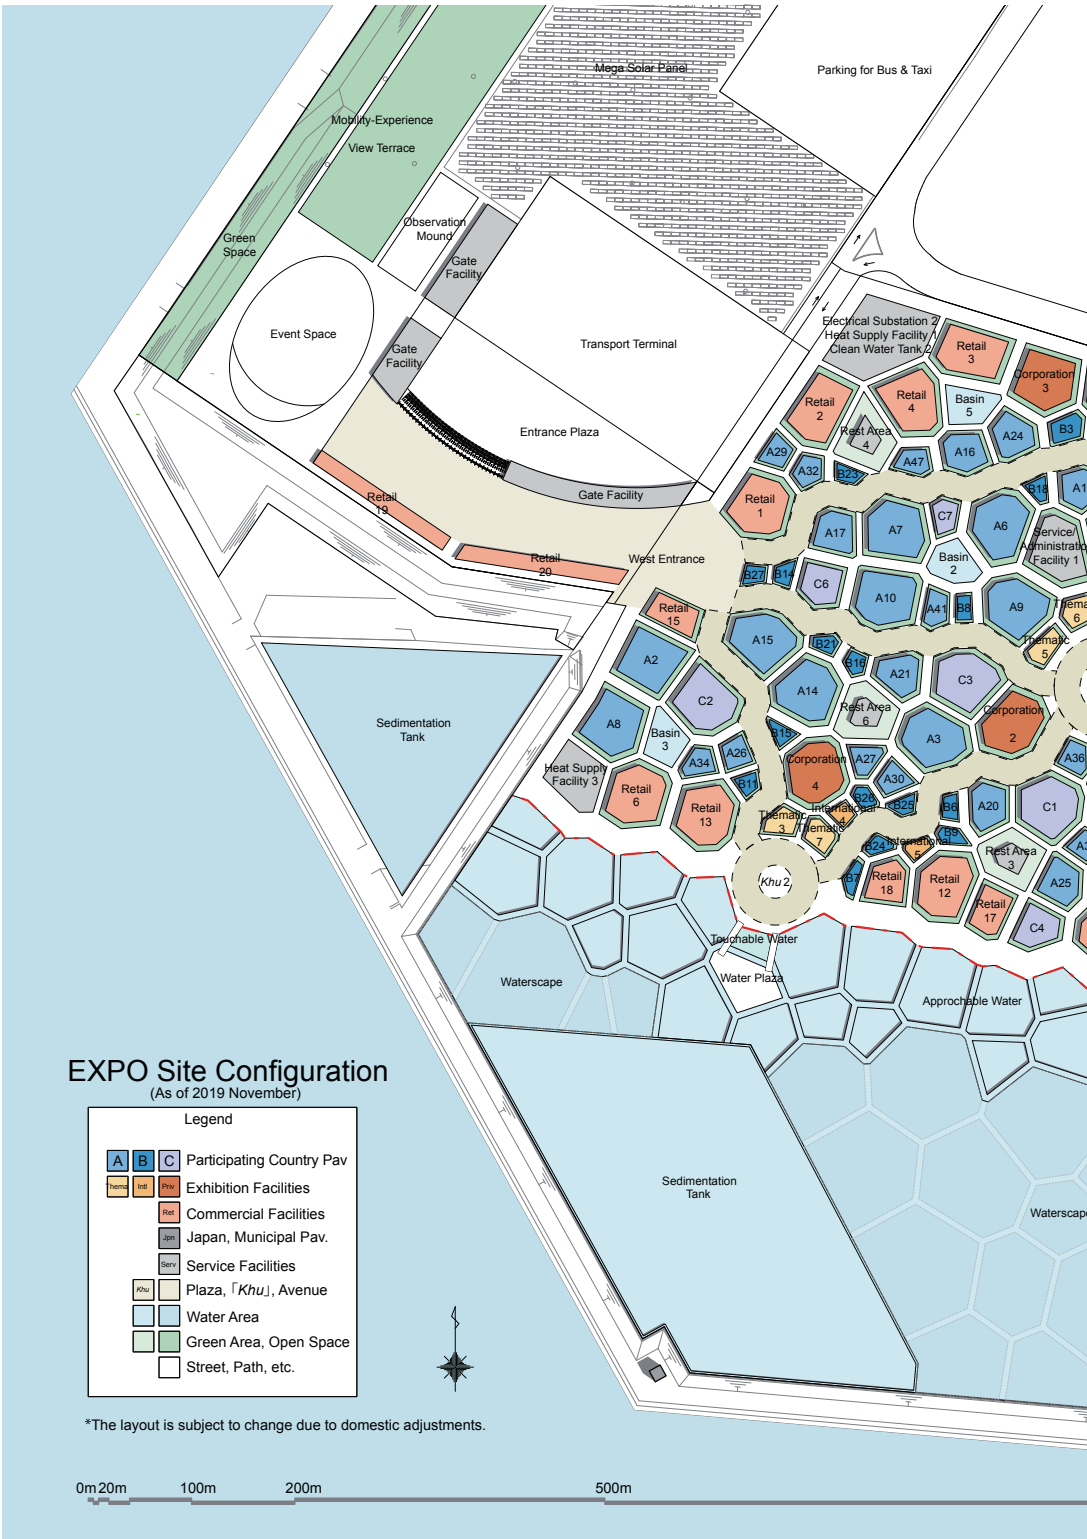 Mega Solar Panel
Parking for Bus & Taxi
Mobility-Experience
View Terrace
Observation
Mound
Green
Space
Gate
Facility
Event Space
Gate
Facility
Transport Terminal
Electrical Substation 2
Heat Supply Facility 1
Clean Water Tank 2
Retail
3
Corporation
3
Retail
2
Retail
4
Basin
5
Rest Area
4
A24
B3
Entrance Plaza
A29
A32
B23
A47
A16
Gate Facility
Retail
19
Retail
1
B18
A1
A17
A7
C7
A6
Service/
Administratio
Facility 1
Retail
20
West Entrance
Basin
2
B27
B14
C6
A10
A41
B8
A9
Thema
6
Retail
15
A15
B21
Thematic
5
A2
B16
A21
C3
C2
A14
Rest Area
6
Corporation
2
A8
Basin
3
B15
A3
A34
A26
Corporation
4
A27
A36
Heat Supply
Facility 3
Retail
6
B11
A30
Retail
13
B26
B25
B6
A20
C1
Thematic
3
International
4
Thematic
7
B9
B24
International
5
Rest Area
3
A3
Khu 2
B7
Retail
18
Retail
12
A25
Retail
17
C4
Sedimentation
Tank
Touchable Water
Water Plaza
Waterscape
Approchable Water
EXPO Site Configuration
(As of 2019 November)
Legend
A B C Participating Country Pav
Thema Intl Priv Exhibition Facilities
Ret Commercial Facilities
Jpn Japan, Municipal Pav.
Serv Service Facilities
Khu Plaza, 「Khu」, Avenue
Water Area
Green Area, Open Space
Street, Path, etc.
Sedimentation
Tank
Waterscap
*The layout is subject to change due to domestic adjustments.
0m 20m 100m 200m 500m